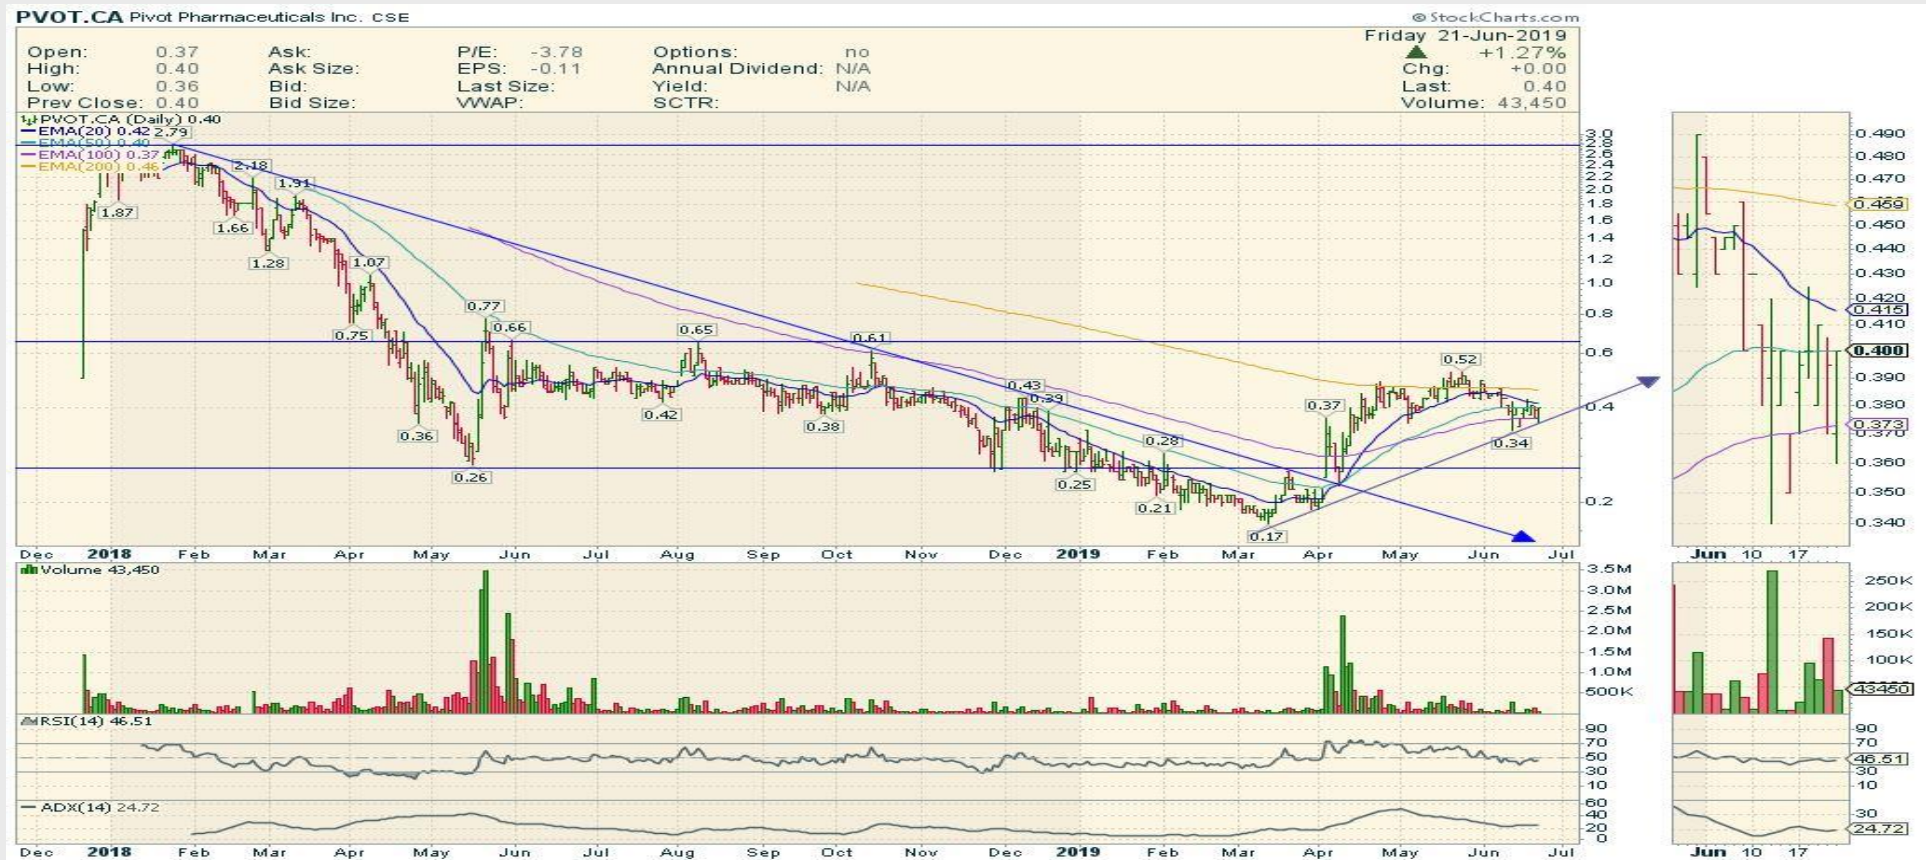 PVOT.CA Pivot Pharmaceuticals Inc. CSE © StockCharts.com
Friday 21-Jun-2019
Open: 0.37 Ask: P/E: -3.78 Options: no +1.27%
High: 0.40 Ask Size: EPS: -0.11 Annual Dividend: N/A Chg: +0.00
Low: 0.36 Bid: Last Size: Yield: N/A Last: 0.40
Prev Close: 0.40 Bid Size: VWAP: SCTR: Volume: 43,450
PVOT.CA (Daily) 0.40
EMA(20) 0.42 2.79
EMA(50) 0.40
EMA(100) 0.37
EMA(200) 0.46
2.18
1.91
1.87
1.66
1.28
1.07
0.75
0.77
0.66
0.36
0.26
0.65
0.42
0.61
0.38
0.43
0.39
0.25
0.28
0.21
0.17
0.37
0.52
0.34
3.0
2.8
2.6
2.4
2.2
2.0
1.8
1.6
1.4
1.2
1.0
0.8
0.6
0.4
0.2
0.490
0.480
0.470
0.459
0.450
0.440
0.430
0.420
0.415
0.410
0.400
0.390
0.380
0.373
0.370
0.360
0.350
0.340
Dec 2018 Feb Mar Apr May Jun Jul Aug Sep Oct Nov Dec 2019 Feb Mar Apr May Jun Jul
Jun 10 17
Volume 43,450
3.5M
3.0M
2.5M
2.0M
1.5M
1.0M
500K
250K
200K
150K
100K
43450
RSI(14) 46.51
90
70
50
30
10
90
70
46.51
30
10
ADX(14) 24.72
60
40
20
0
30
24.72
Dec 2018 Feb Mar Apr May Jun Jul Aug Sep Oct Nov Dec 2019 Feb Mar Apr May Jun Jul
Jun 10 17